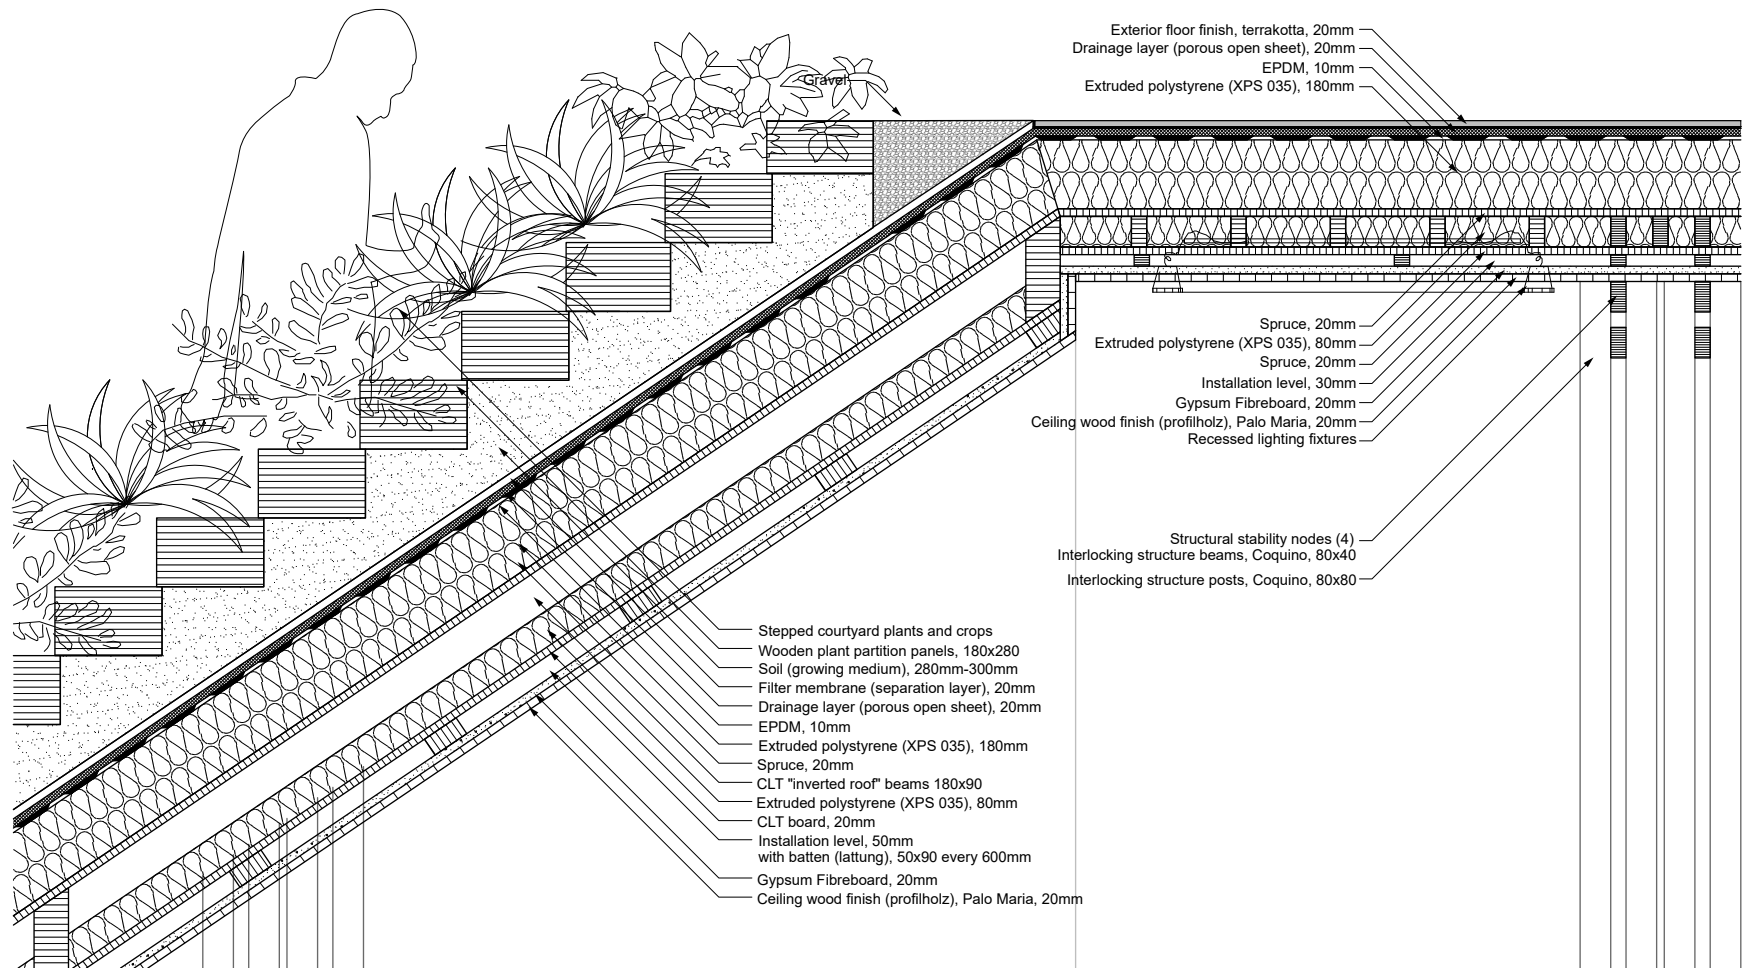 Exterior floor finish, terrakotta, 20mm
Drainage layer (porous open sheet), 20mm
EPDM, 10mm
Extruded polystyrene (XPS 035), 180mm
Gravel
Spruce, 20mm
Extruded polystyrene (XPS 035), 80mm
Spruce, 20mm
Installation level, 30mm
Gypsum Fibreboard, 20mm
Ceiling wood finish (profilholz), Palo Maria, 20mm
Recessed lighting fixtures
Structural stability nodes (4)
Interlocking structure beams, Coquino, 80x40
Interlocking structure posts, Coquino, 80x80
Stepped courtyard plants and crops
Wooden plant partition panels, 180x280
Soil (growing medium), 280mm-300mm
Filter membrane (separation layer), 20mm
Drainage layer (porous open sheet), 20mm
EPDM, 10mm
Extruded polystyrene (XPS 035), 180mm
Spruce, 20mm
CLT "inverted roof" beams 180x90
Extruded polystyrene (XPS 035), 80mm
CLT board, 20mm
Installation level, 50mm
with batten (lattung), 50x90 every 600mm
Gypsum Fibreboard, 20mm
Ceiling wood finish (profilholz), Palo Maria, 20mm